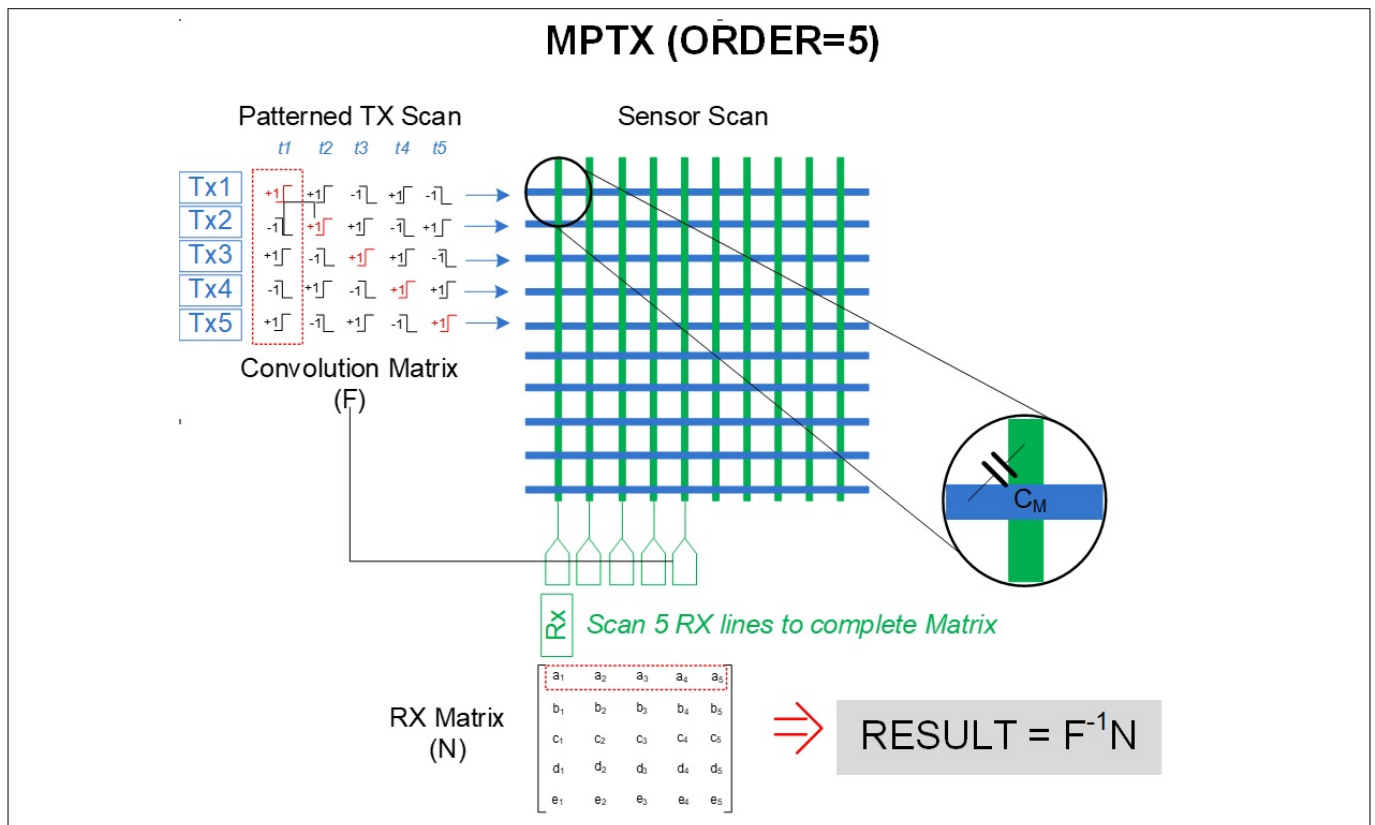 MPTX (ORDER=5)
Patterned TX Scan
Sensor Scan
t1 t2 t3 t4 t5
Tx1 +1 +1 -1 +1 -1
Tx2 -1 +1 +1 -1 +1
Tx3 +1 -1 +1 +1 -1
Tx4 -1 +1 -1 +1 +1
Tx5 +1 -1 +1 -1 +1
Convolution Matrix
(F)
C_M
Rx
Scan 5 RX lines to complete Matrix
RX Matrix
(N)
a₁ a₂ a₃ a₄ a₅
b₁ b₂ b₃ b₄ b₅
c₁ c₂ c₃ c₄ c₅
d₁ d₂ d₃ d₄ d₅
e₁ e₂ e₃ e₄ e₅
RESULT = F⁻¹N